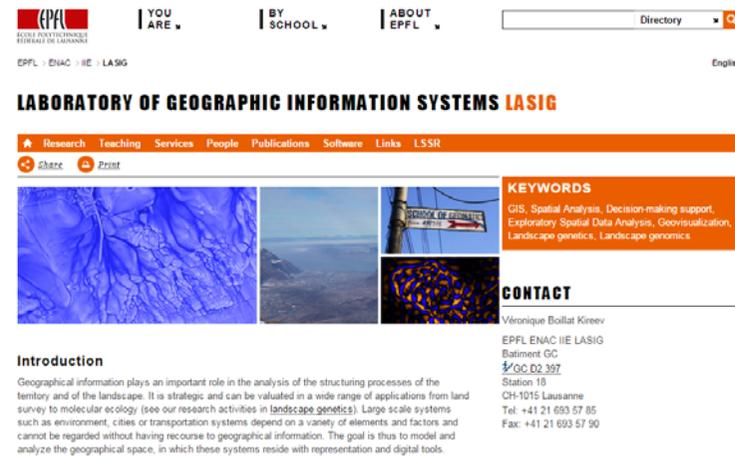 EPFL
ÉCOLE POLYTECHNIQUE
FÉDÉRALE DE LAUSANNE
YOU
ARE
BY
SCHOOL
ABOUT
EPFL
Directory
EPFL > ENAC > IIE > LASIG
LABORATORY OF GEOGRAPHIC INFORMATION SYSTEMS LASIG
Research Teaching Services People Publications Software Links LSSR
Share Print
SCHOOL OF GEOMATIC
KEYWORDS
GIS, Spatial Analysis, Decision-making support,
Exploratory Spatial Data Analysis, Geovisualization,
Landscape genetics, Landscape genomics
CONTACT
Véronique Boillat Kireev
EPFL ENAC IIE LASIG
Batiment GC
GC D2 397
Station 18
CH-1015 Lausanne
Tel: +41 21 693 57 85
Fax: +41 21 693 57 90
Introduction
Geographical information plays an important role in the analysis of the structuring processes of the
territory and of the landscape. It is strategic and can be valuated in a wide range of applications from land
survey to molecular ecology (see our research activities in landscape genetics). Large scale systems
such as environment, cities or transportation systems depend on a variety of elements and factors and
cannot be regarded without having recourse to geographical information. The goal is thus to model and
analyze the geographical space, in which these systems reside with representation and digital tools.